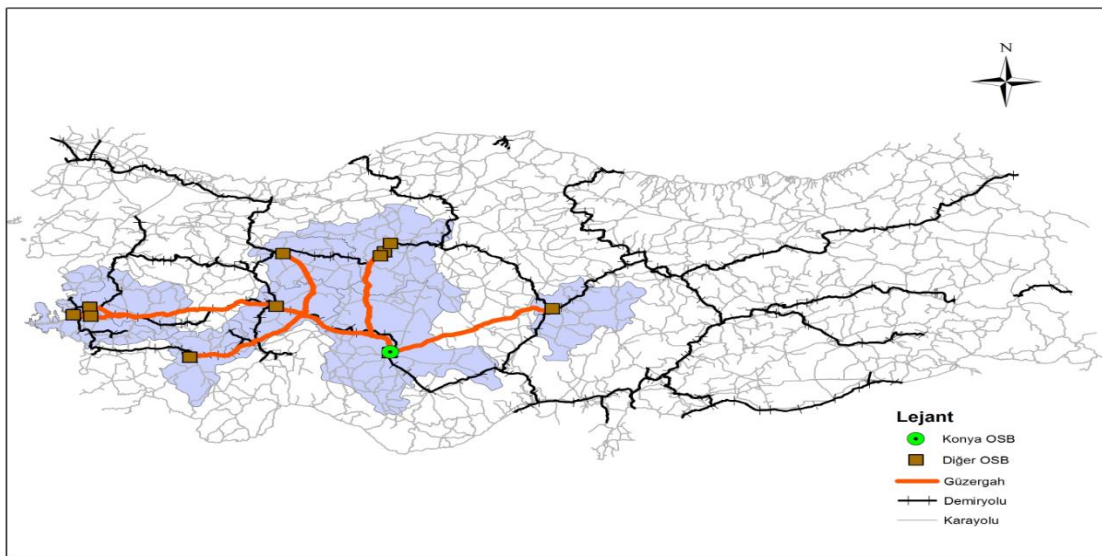 N
Lejant
Konya OSB
Diğer OSB
Güzergah
Demiryolu
Karayolu